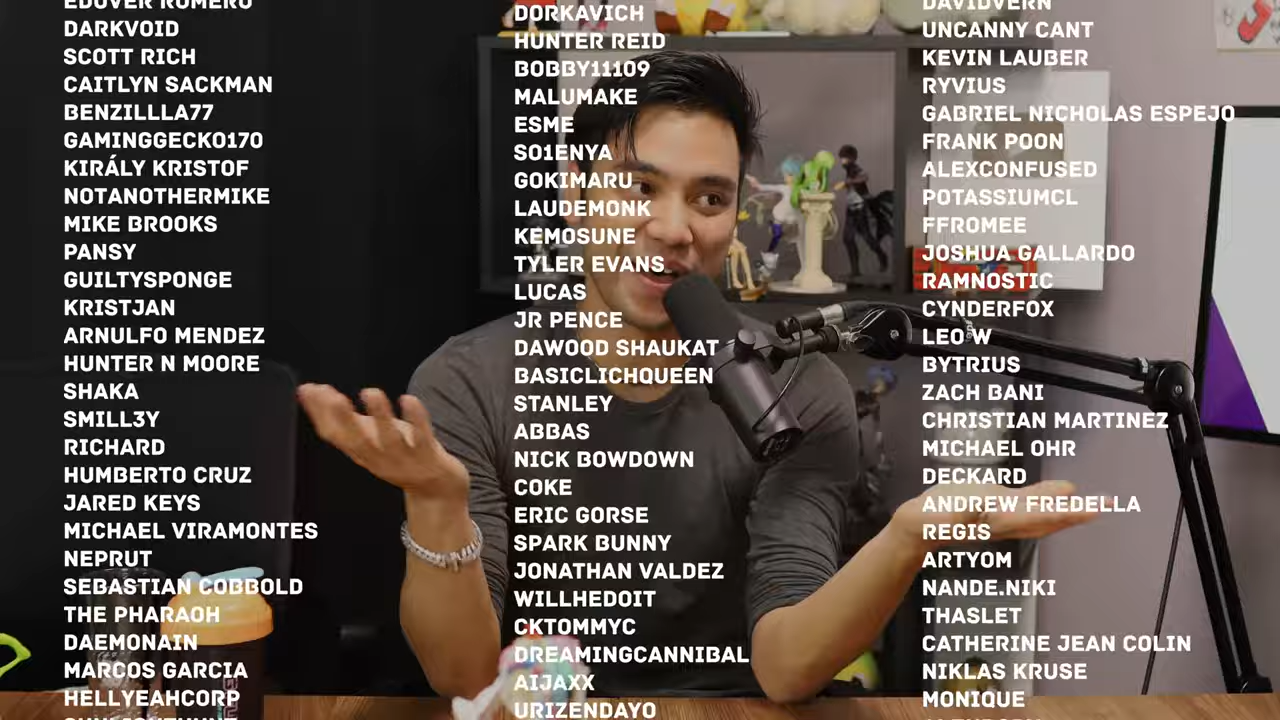 EDUVER ROMERO
DARKVOID
SCOTT RICH
CAITLYN SACKMAN
BENZILLLA77
GAMINGGECKO170
KIRÁLY KRISTOF
NOTANOTHERMIKE
MIKE BROOKS
PANSY
GUILTYSPONGE
KRISTJAN
ARNULFO MENDEZ
HUNTER N MOORE
SHAKA
SMILL3Y
RICHARD
HUMBERTO CRUZ
JARED KEYS
MICHAEL VIRAMONTES
NEPRUT
SEBASTIAN COBBOLD
THE PHARAOH
DAEMONAIN
MARCOS GARCIA
HELLYEAHCORP
DORKAVICH
HUNTER REID
BOBBY11109
MALUMAKE
ESME
SO1ENYA
GOKIMARU
LAUDEMONK
KEMOSUNE
TYLER EVANS
LUCAS
JR PENCE
DAWOOD SHAUKAT
BASICLICHQUEEN
STANLEY
ABBAS
NICK BOWDOWN
COKE
ERIC GORSE
SPARK BUNNY
JONATHAN VALDEZ
WILLHEDOIT
CKTOMMYC
DREAMINGCANNIBAL
AIJAXX
URIZENDAYO
DAVIDVERN
UNCANNY CANT
KEVIN LAUBER
RYVIUS
GABRIEL NICHOLAS ESPEJO
FRANK POON
ALEXCONFUSED
POTASSIUMCL
FFROMEE
JOSHUA GALLARDO
RAMNOSTIC
CYNDERFOX
LEO W
BYTRIUS
ZACH BANI
CHRISTIAN MARTINEZ
MICHAEL OHR
DECKARD
ANDREW FREDELLA
REGIS
ARTYOM
NANDE.NIKI
THASLET
CATHERINE JEAN COLIN
NIKLAS KRUSE
MONIQUE